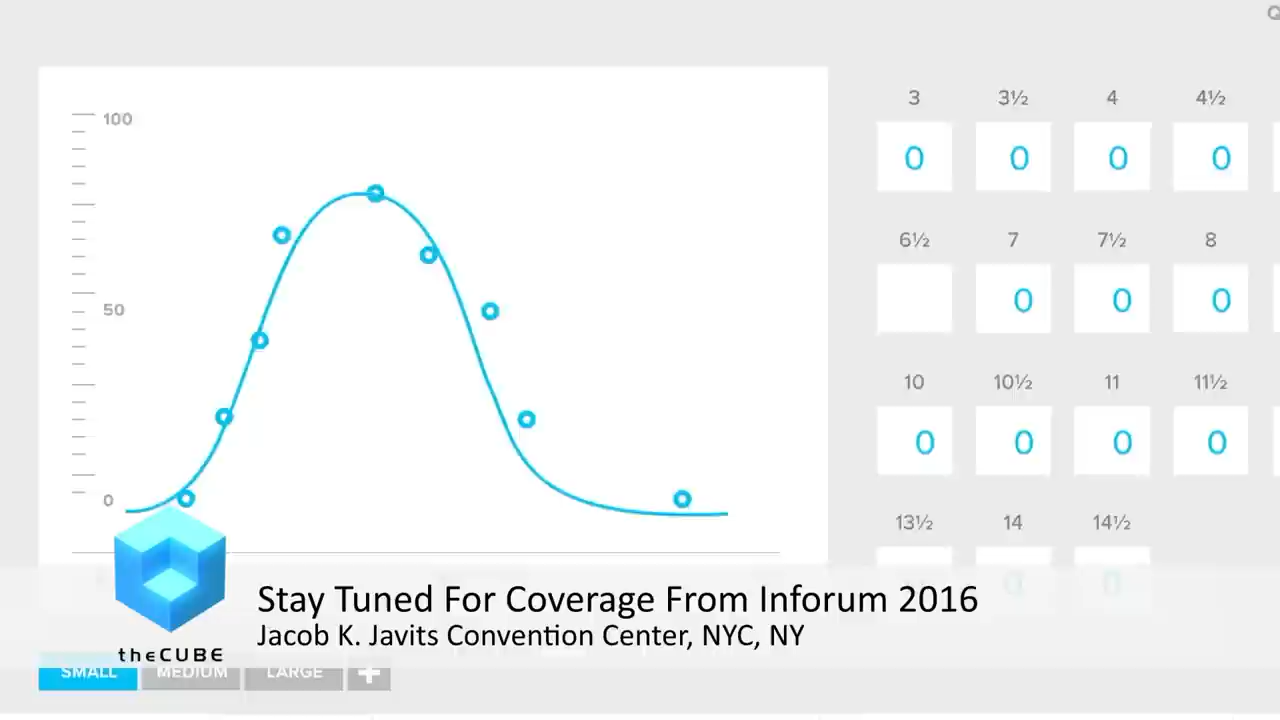 100
50
0
3 3½ 4 4½
0 0 0 0
6½ 7 7½ 8
0 0 0
10 10½ 11 11½
0 0 0 0
13½ 14 14½
0 0
Stay Tuned For Coverage From Inforum 2016
Jacob K. Javits Convention Center, NYC, NY
theCUBE
SMALL MEDIUM LARGE +